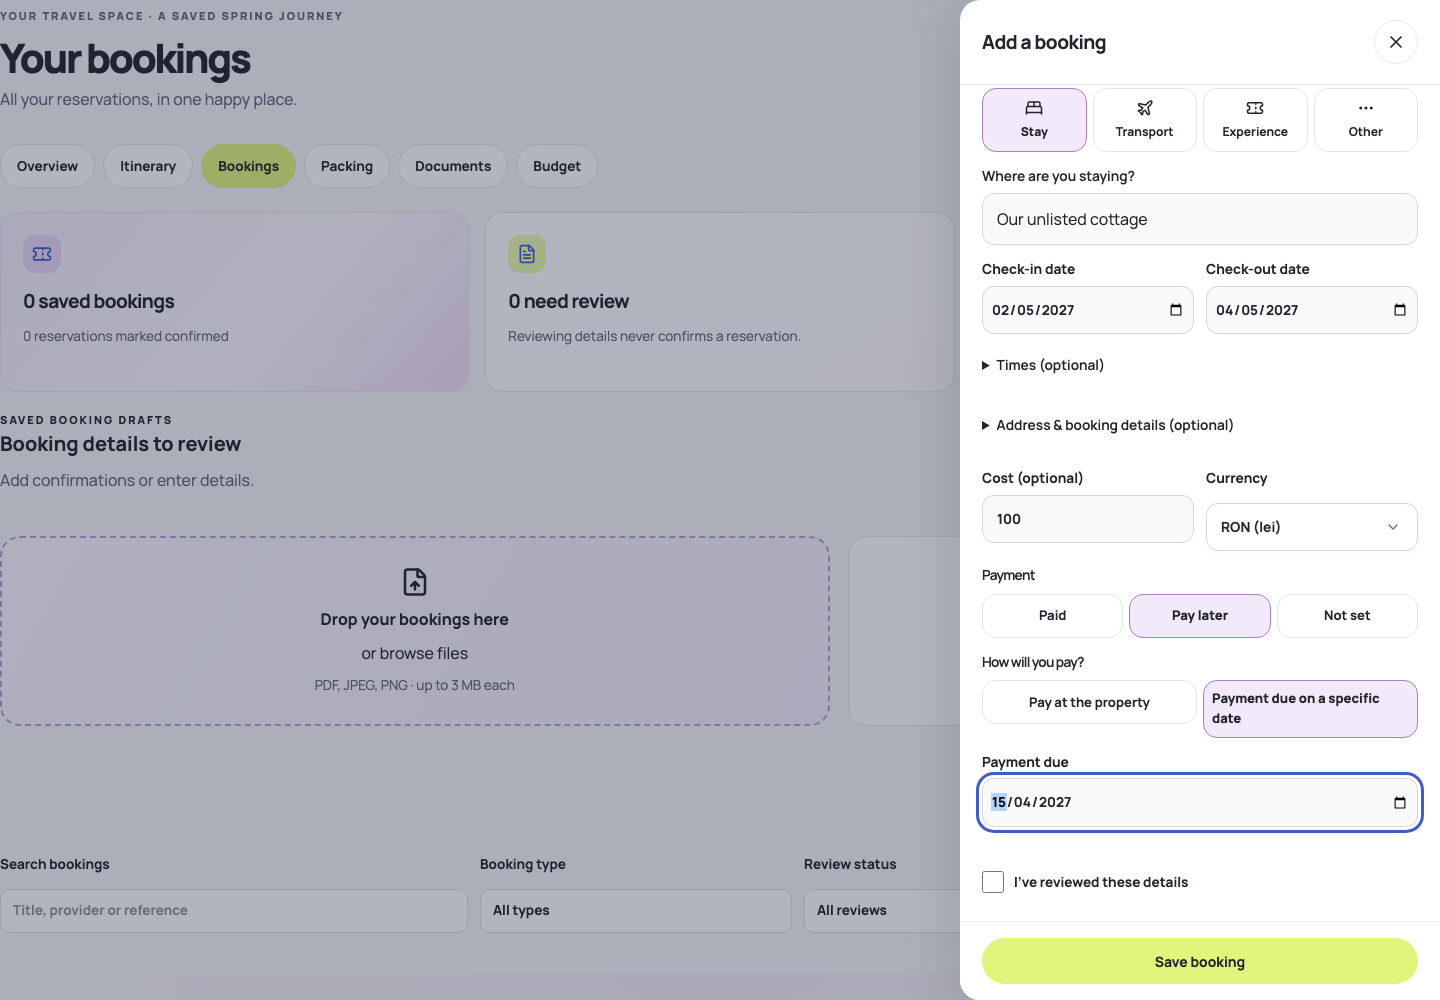 YOUR TRAVEL SPACE · A SAVED SPRING JOURNEY
Your bookings
All your reservations, in one happy place.
Overview
Itinerary
Bookings
Packing
Documents
Budget
0 saved bookings
0 reservations marked confirmed
0 need review
Reviewing details never confirms a reservation.
SAVED BOOKING DRAFTS
Booking details to review
Add confirmations or enter details.
Drop your bookings here
or browse files
PDF, JPEG, PNG · up to 3 MB each
Search bookings
Title, provider or reference
Booking type
All types
Review status
All reviews
Add a booking
Stay
Transport
Experience
Other
Where are you staying?
Our unlisted cottage
Check-in date
02/05/2027
Check-out date
04/05/2027
Times (optional)
Address & booking details (optional)
Cost (optional)
100
Currency
RON (lei)
Payment
Paid
Pay later
Not set
How will you pay?
Pay at the property
Payment due on a specific
date
Payment due
15/04/2027
I've reviewed these details
Save booking